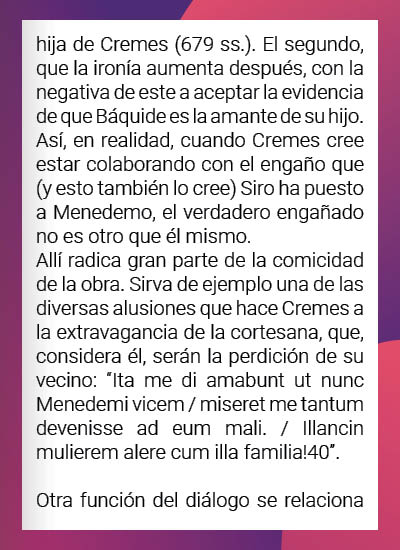 hija de Cremes (679 ss.). El segundo,
que la ironía aumenta después, con la
negativa de este a aceptar la evidencia
de que Báquide es la amante de su hijo.
Así, en realidad, cuando Cremes cree
estar colaborando con el engaño que
(y esto también lo cree) Siro ha puesto
a Menedemo, el verdadero engañado
no es otro que él mismo.
Allí radica gran parte de la comicidad
de la obra. Sirva de ejemplo una de las
diversas alusiones que hace Cremes a
la extravagancia de la cortesana, que,
considera él, serán la perdición de su
vecino: “Ita me di amabunt ut nunc
Menedemi vicem / miseret me tantum
devenisse ad eum mali. / Illancin
mulierem alere cum illa familia!40”.
Otra función del diálogo se relaciona